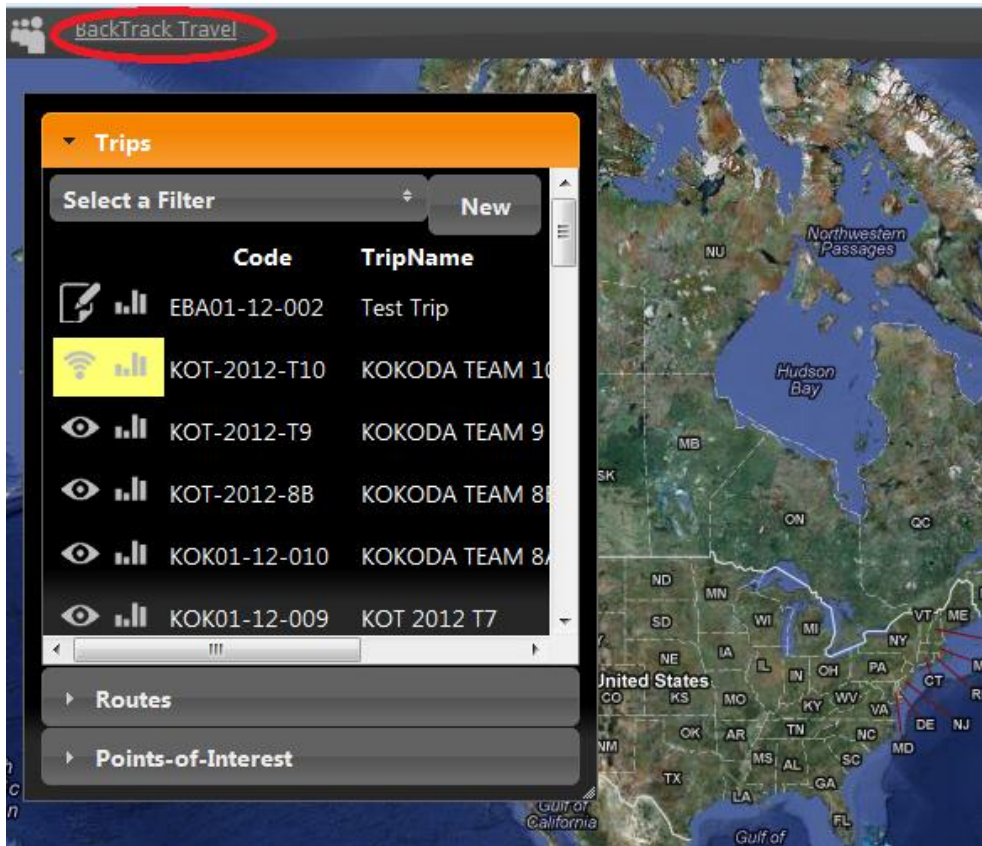 BackTrack Travel
Trips
Select a Filter
New
Code TripName
EBA01-12-002 Test Trip
KOT-2012-T10 KOKODA TEAM 10
KOT-2012-T9 KOKODA TEAM 9
KOT-2012-8B KOKODA TEAM 8B
KOK01-12-010 KOKODA TEAM 8A
KOK01-12-009 KOT 2012 T7
Routes
Points-of-Interest
Northwestern
Passages
NU
Hudson
Bay
MB
SK
ON
QC
ND
MN
SD
WI
MI
VT
ME
NY
NE
IA
IL
IN
OH
PA
CT
United States
CO
KS
MO
KY
WV
VA
DE
NJ
OK
AR
TN
NC
MD
NM
MS
AL
SC
TX
GA
LA
FL
Gulf of
California
Gulf of